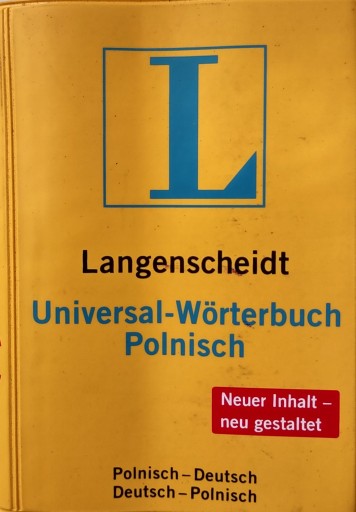 L
Langenscheidt
Universal-Wörterbuch
Polnisch
Neuer Inhalt –
neu gestaltet
Polnisch – Deutsch
Deutsch – Polnisch